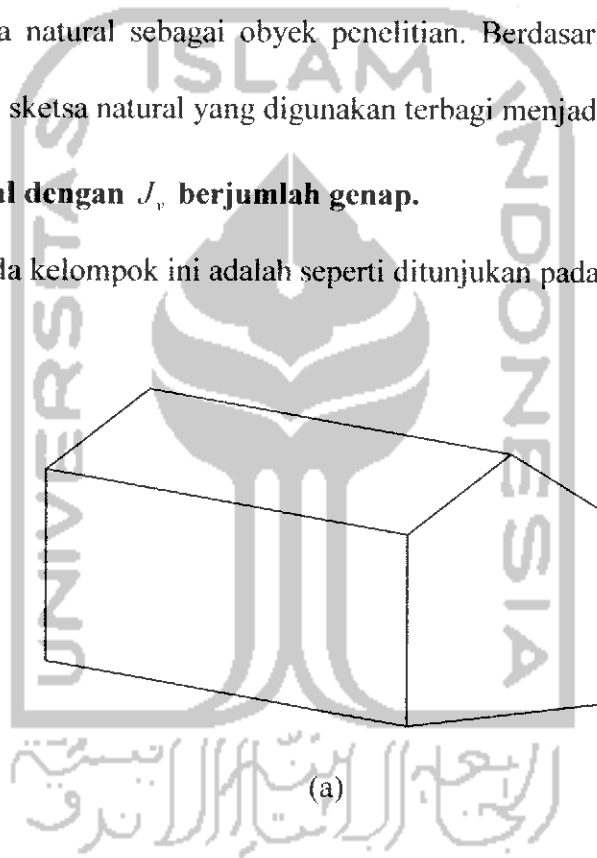 a natural sebagai obyek penelitian. Berdasar
sketsa natural yang digunakan terbagi menjad
al dengan J_v berjumlah genap.
da kelompok ini adalah seperti ditunjukan pada
ISLAM
UNIVERSITAS
INDONESIA
(a)